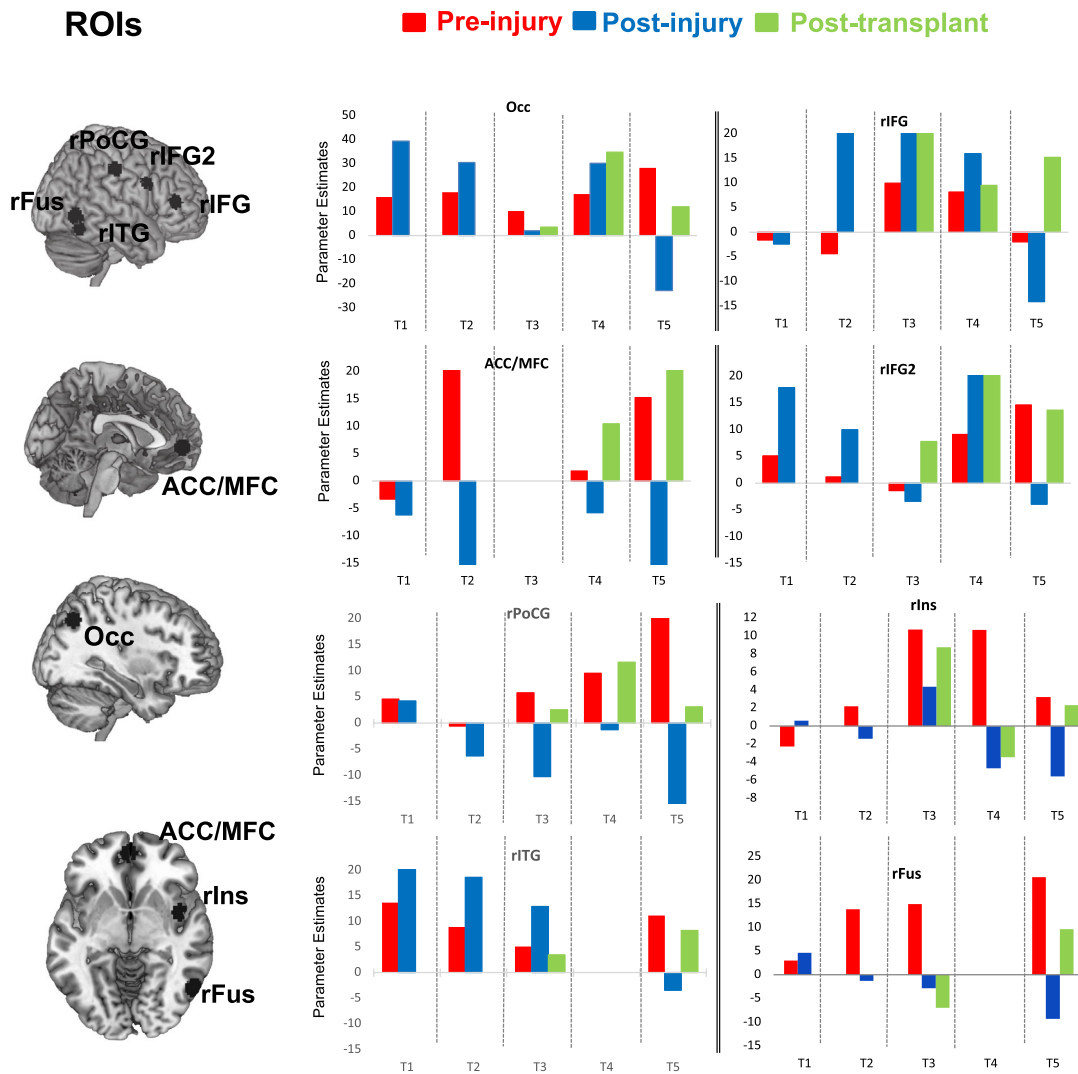 ROIs
Pre-injury Post-injury Post-transplant
rPoCG
rIFG2
rFus
rIFG
rITG
ACC/MFC
Occ
ACC/MFC
rIns
rFus
Occ
Parameter Estimates
50
40
30
20
10
0
-10
-20
-30
T1 T2 T3 T4 T5
rIFG
20
15
10
5
0
-5
-10
-15
T1 T2 T3 T4 T5
ACC/MFC
Parameter Estimates
20
15
10
5
0
-5
-10
-15
T1 T2 T3 T4 T5
rIFG2
20
15
10
5
0
-5
-10
-15
T1 T2 T3 T4 T5
rPoCG
Parameter Estimates
20
15
10
5
0
-5
-10
-15
T1 T2 T3 T4 T5
rIns
12
10
8
6
4
2
0
-2
-4
-6
-8
T1 T2 T3 T4 T5
rITG
Parameter Estimates
20
15
10
5
0
-5
-10
-15
T1 T2 T3 T4 T5
rFus
25
20
15
10
5
0
-5
-10
-15
T1 T2 T3 T4 T5